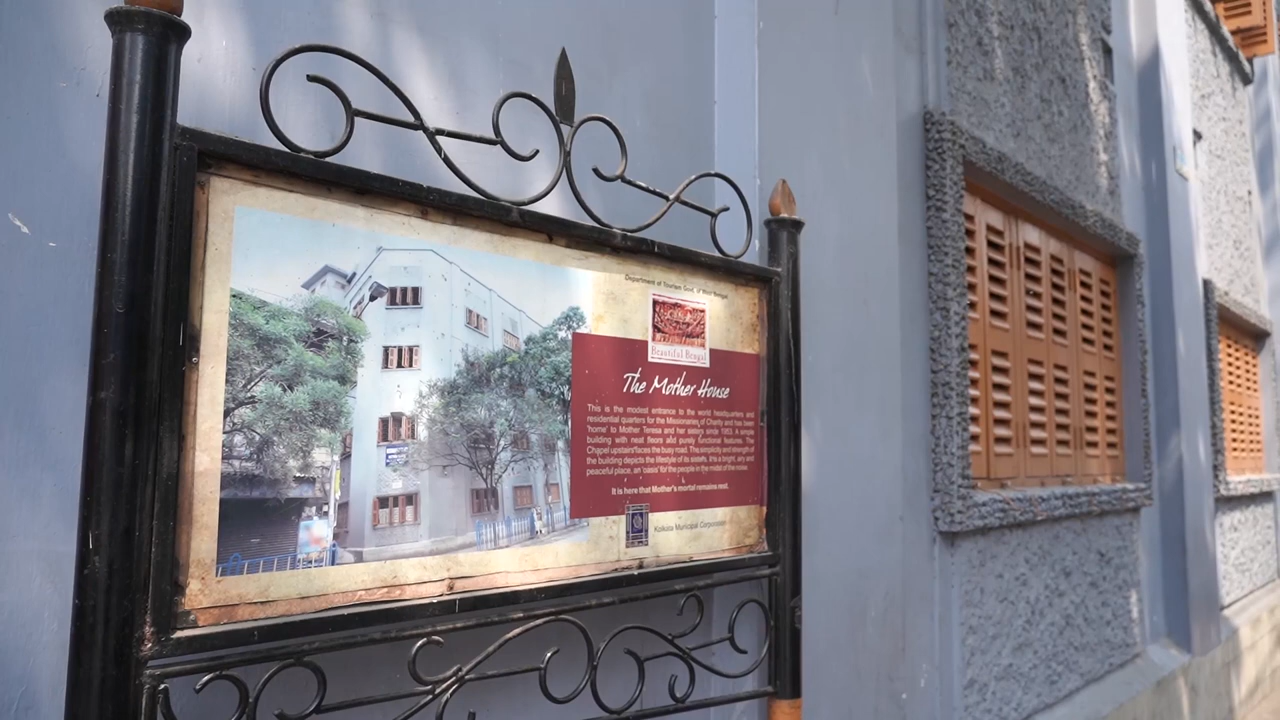 Department of Tourism Govt. of West Bengal
Beautiful Bengal
The Mother House
This is the modest entrance to the world headquarters and
residential quarters for the Missionaries of Charity and has been
'home' to Mother Teresa and her sisters since 1953. A simple
building with neat floors and purely functional features. The
Chapel upstairs faces the busy road. The simplicity and strength of
the building depicts the lifestyle of its sisters. It is a bright, airy and
peaceful place, an 'oasis' for the people in the midst of the noise
It is here that Mother's mortal remains rest.
Kolkata Municipal Corporation